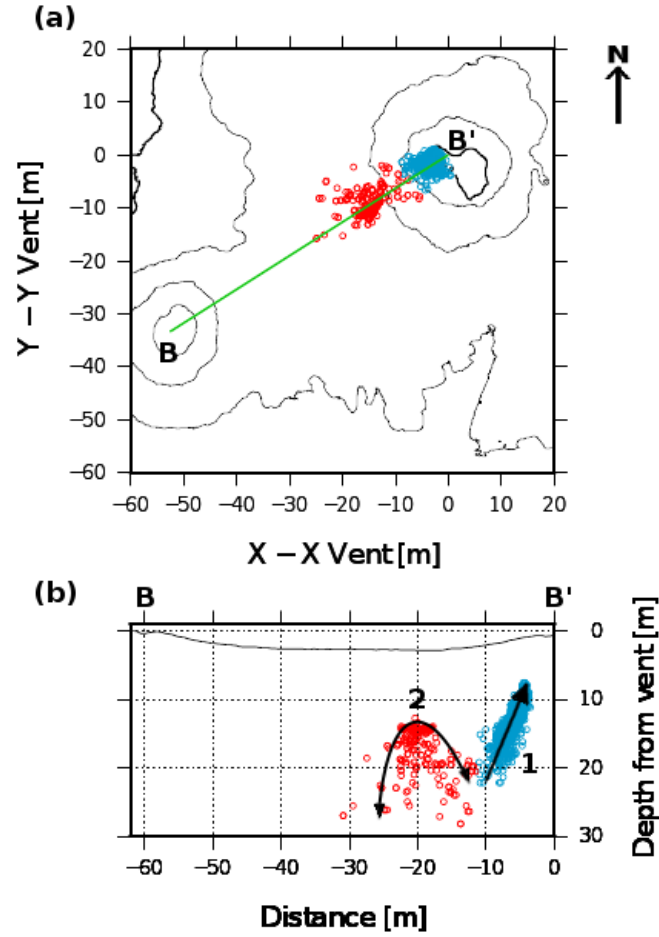 (a)
N
20
10
0
−10
−20
−30
−40
−50
−60
Y − Y Vent [m]
B'
B
−60 −50 −40 −30 −20 −10 0 10 20
X − X Vent [m]
(b)
B B'
0
10
20
30
Depth from vent [m]
2
1
−60 −50 −40 −30 −20 −10 0
Distance [m]